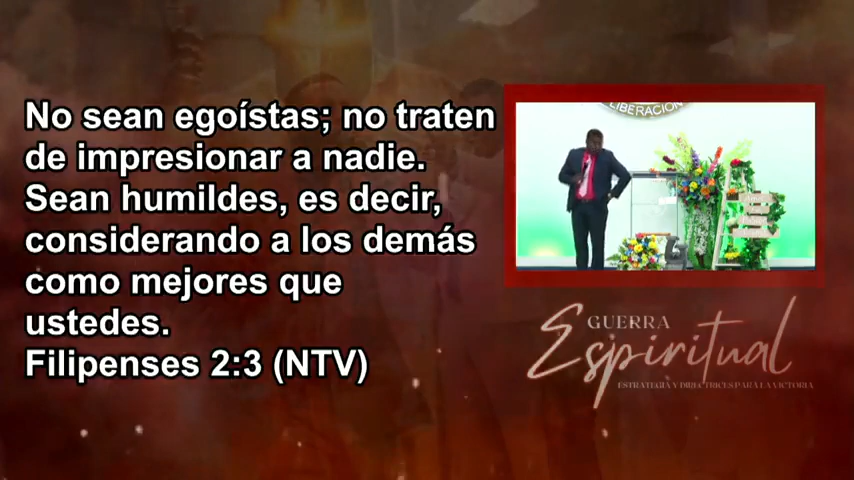 No sean egoístas; no traten
de impresionar a nadie.
Sean humildes, es decir,
considerando a los demás
como mejores que
ustedes.
Filipenses 2:3 (NTV)
LIBERACION
GUERRA
Espiritual
ESTRATEGIA Y DIRECTRICES PARA LA VICTORIA